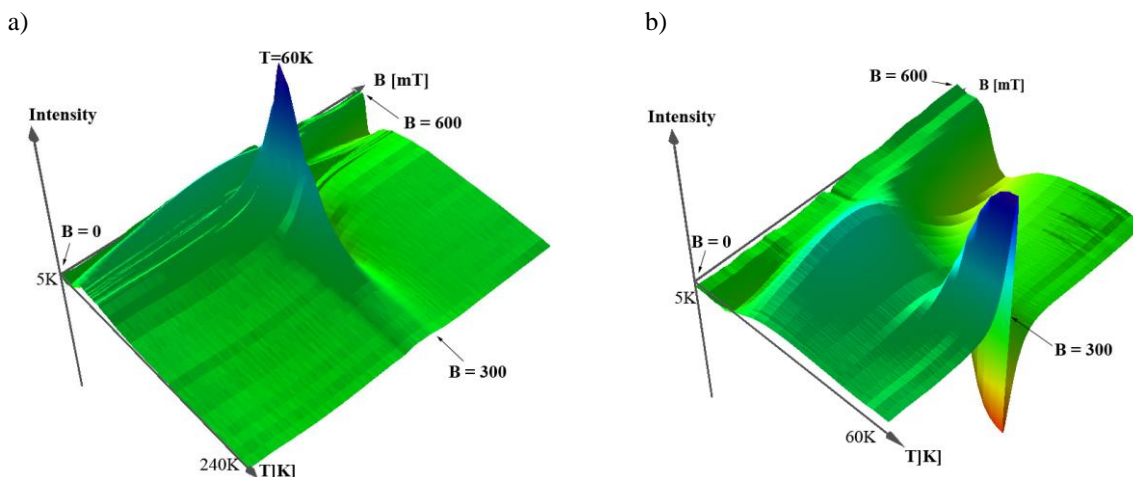 a)
T=60K
B [mT]
B = 600
Intensity
B = 0
5K
B = 300
240K
T]K]
b)
B = 600
B [mT]
Intensity
B = 0
5K
B = 300
60K
T]K]